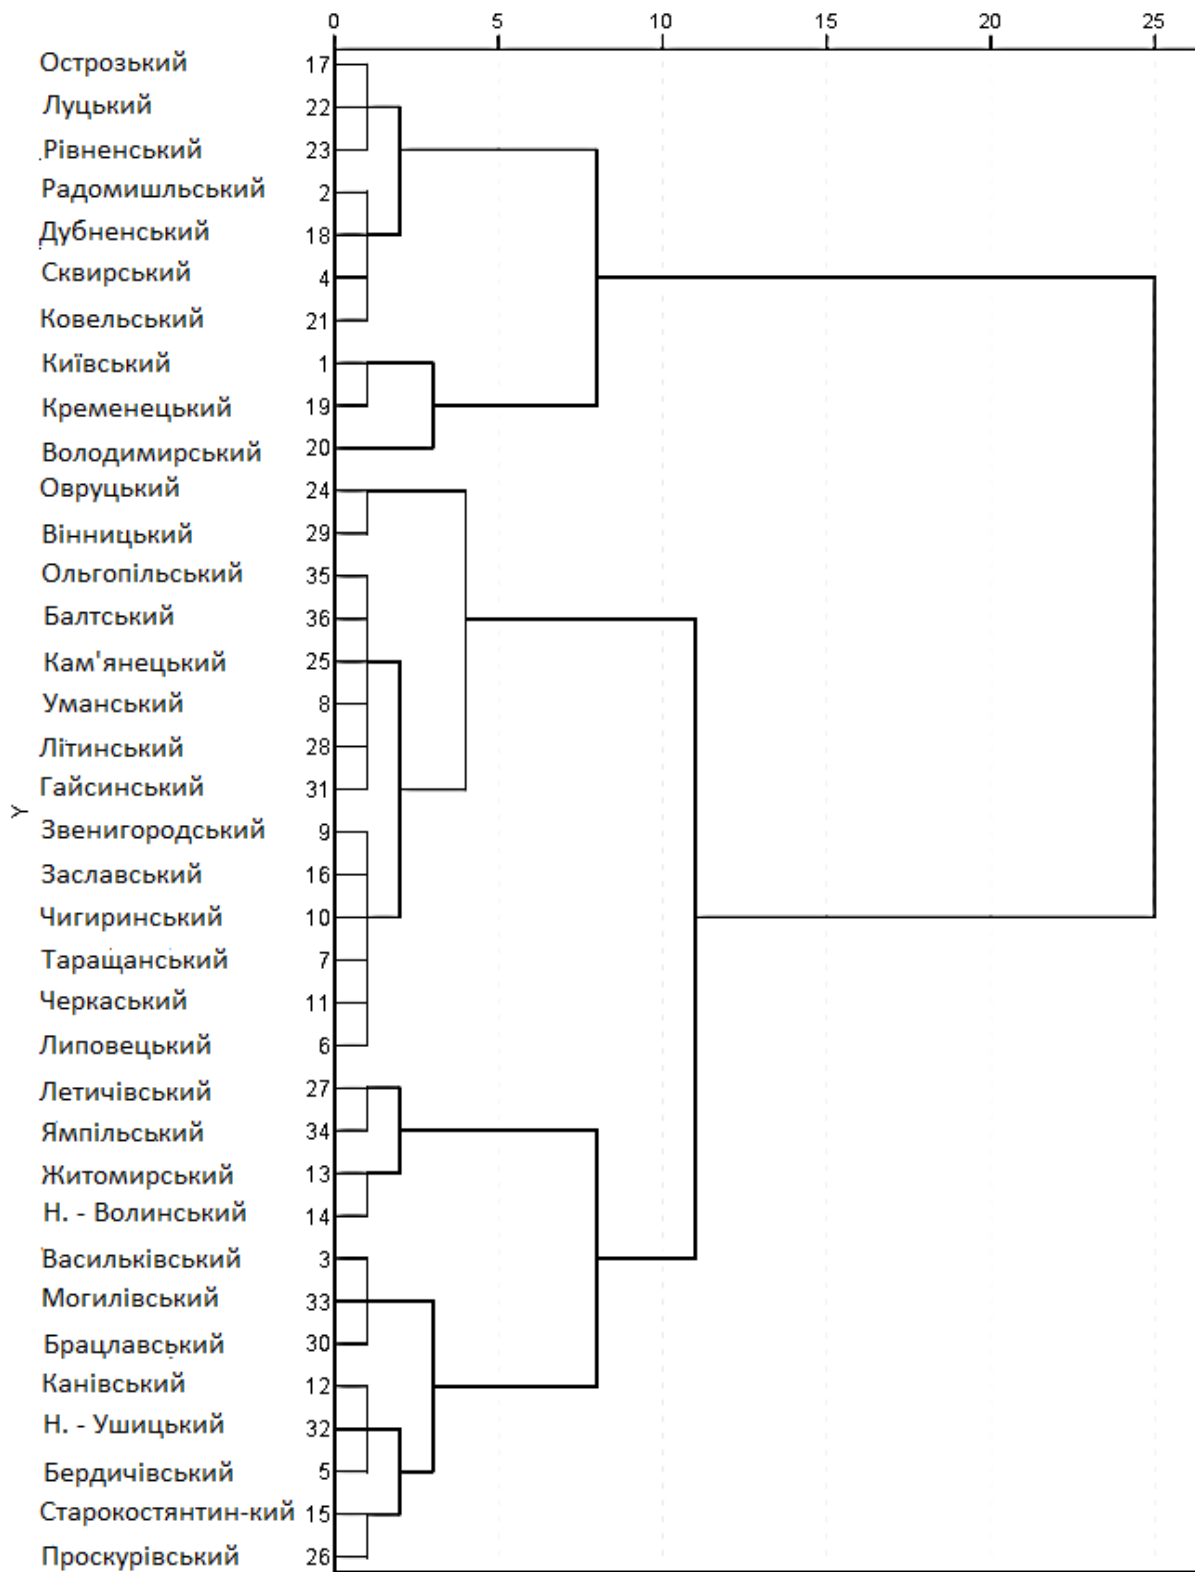 0 5 10 15 20 25
Острозький 17
Луцький 22
Рівненський 23
Радомишльський 2
Дубненський 18
Сквирський 4
Ковельський 21
Київський 1
Кременецький 19
Володимирський 20
Овруцький 24
Вінницький 29
Ольгопільський 35
Балтський 36
Кам'янецький 25
Уманський 8
Літинський 28
Гайсинський 31
Y
Звенигородський 9
Заславський 16
Чигиринський 10
Таращанський 7
Черкаський 11
Липовецький 6
Летичівський 27
Ямпільський 34
Житомирський 13
Н. - Волинський 14
Васильківський 3
Могилівський 33
Брацлавський 30
Канівський 12
Н. - Ушицький 32
Бердичівський 5
Старокостянтин-кий 15
Проскурівський 26